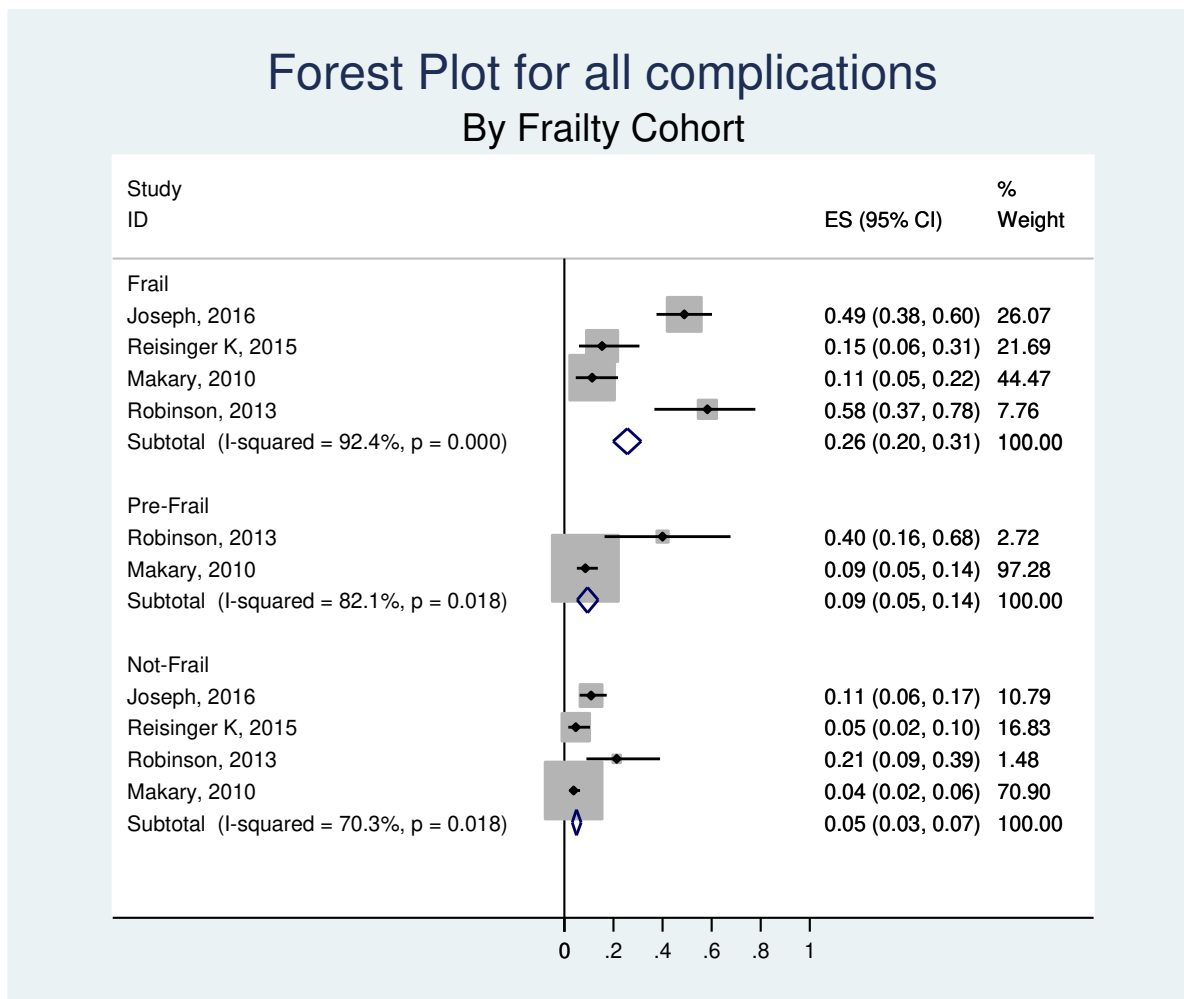 Forest Plot for all complications
By Frailty Cohort
Study %
ID ES (95% CI) Weight
Frail
Joseph, 2016 0.49 (0.38, 0.60) 26.07
Reisinger K, 2015 0.15 (0.06, 0.31) 21.69
Makary, 2010 0.11 (0.05, 0.22) 44.47
Robinson, 2013 0.58 (0.37, 0.78) 7.76
Subtotal (I-squared = 92.4%, p = 0.000) 0.26 (0.20, 0.31) 100.00
Pre-Frail
Robinson, 2013 0.40 (0.16, 0.68) 2.72
Makary, 2010 0.09 (0.05, 0.14) 97.28
Subtotal (I-squared = 82.1%, p = 0.018) 0.09 (0.05, 0.14) 100.00
Not-Frail
Joseph, 2016 0.11 (0.06, 0.17) 10.79
Reisinger K, 2015 0.05 (0.02, 0.10) 16.83
Robinson, 2013 0.21 (0.09, 0.39) 1.48
Makary, 2010 0.04 (0.02, 0.06) 70.90
Subtotal (I-squared = 70.3%, p = 0.018) 0.05 (0.03, 0.07) 100.00
0 .2 .4 .6 .8 1